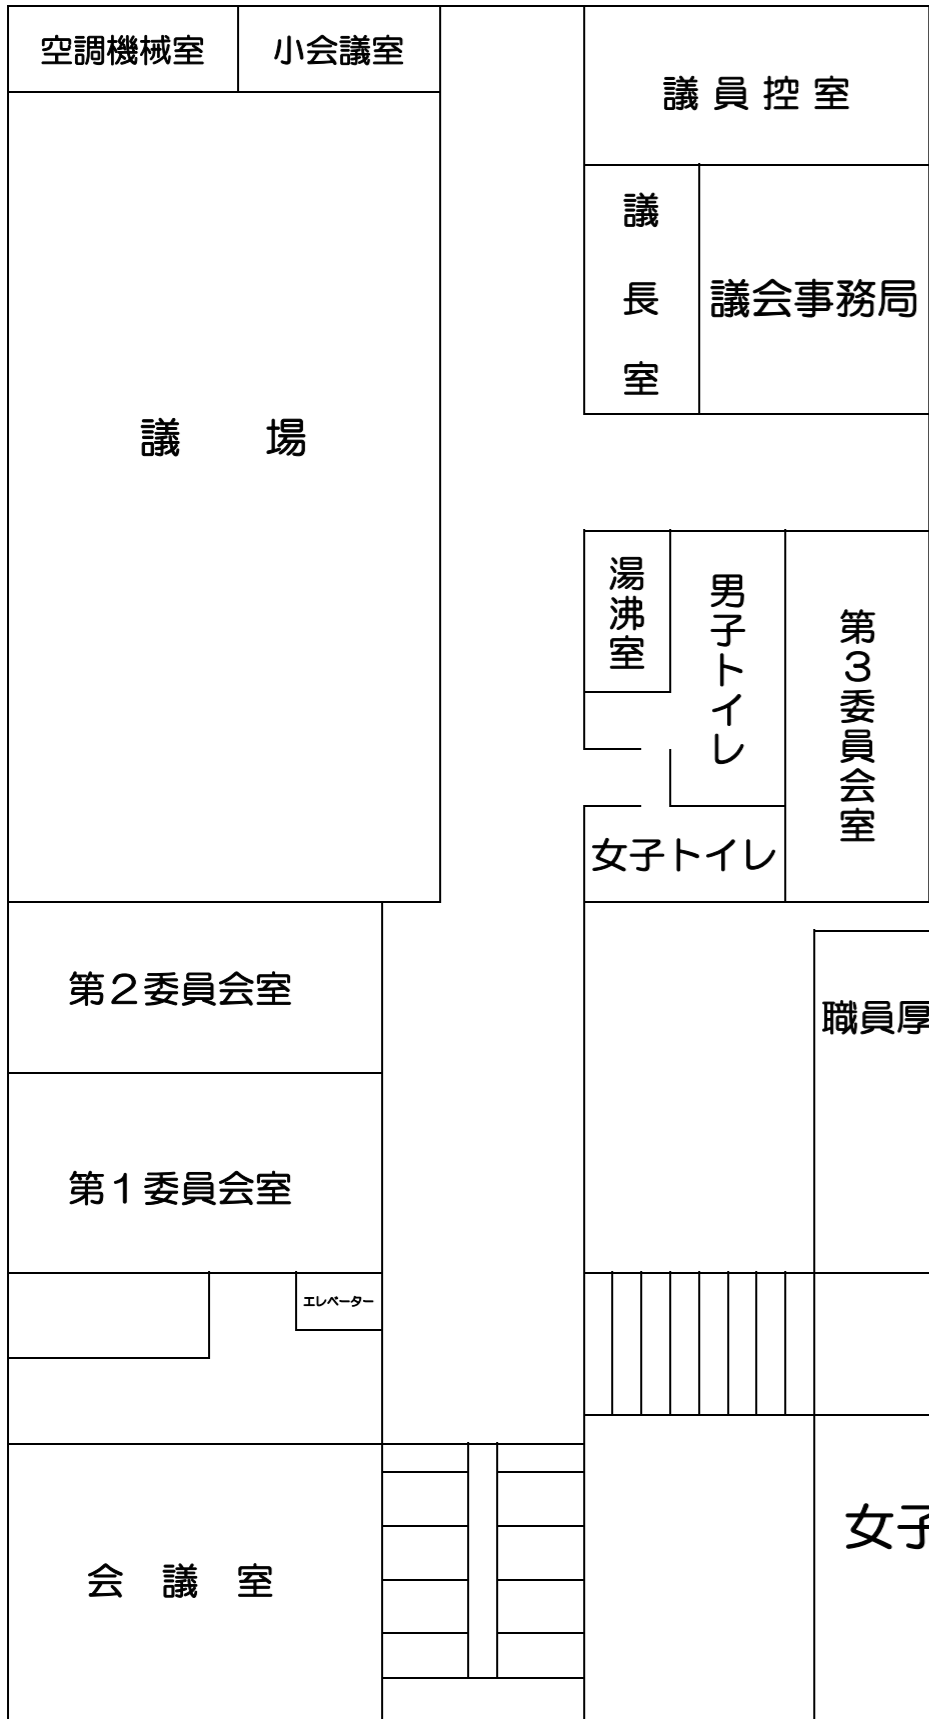 空調機械室
小会議室
議員控室
議長室
議会事務局
議場
湯沸室
男子トイレ
第3委員会室
女子トイレ
第2委員会室
職員厚
第1委員会室
エレベーター
女子
会議室